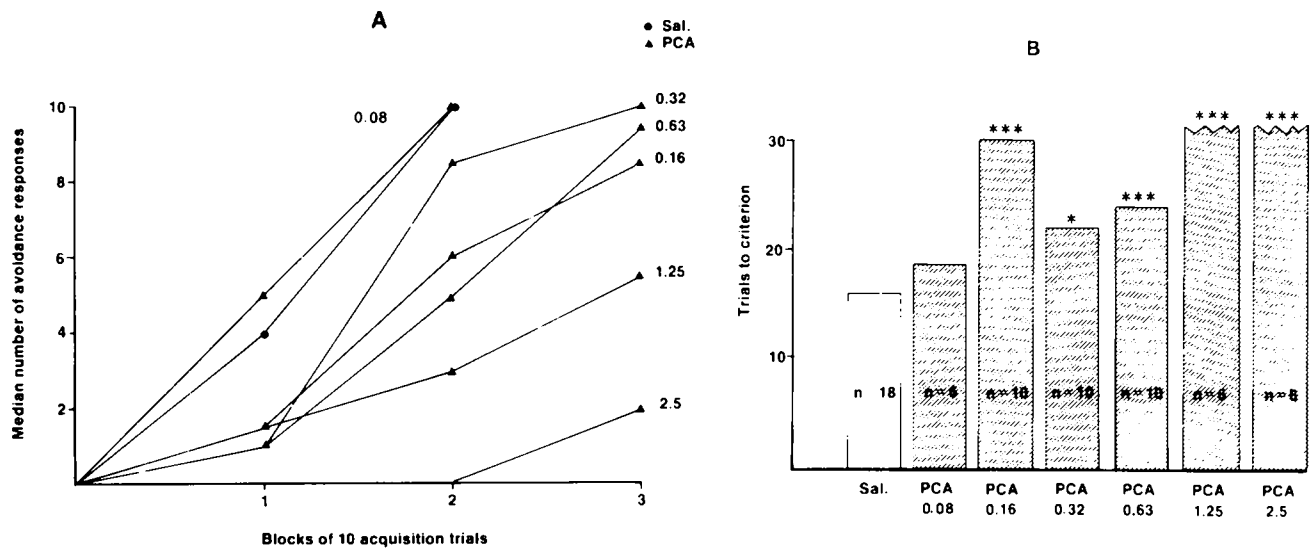 A
● Sal.
▲ PCA
0.08
Median number of avoidance responses
10
8
6
4
2
0.32
0.63
0.16
1.25
2.5
1
2
3
Blocks of 10 acquisition trials
B
Trials to criterion
30
20
10
***
*
***
***
***
n 18
n=6
n=10
n=10
n=10
n=6
n=6
Sal.
PCA 0.08
PCA 0.16
PCA 0.32
PCA 0.63
PCA 1.25
PCA 2.5